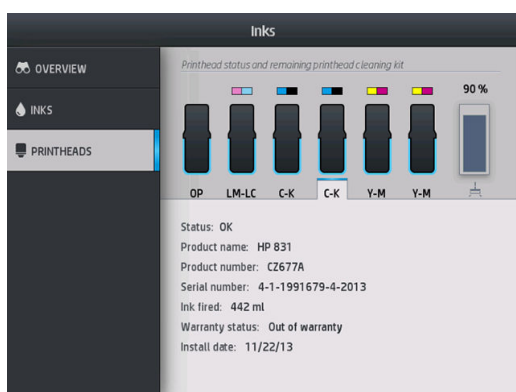 Inks
OVERVIEW
INKS
PRINTHEADS
Printhead status and remaining printhead cleaning kit
90 %
OP LM-LC C-K C-K Y-M Y-M
Status: OK
Product name: HP 831
Product number: CZ677A
Serial number: 4-1-1991679-4-2013
Ink fired: 442 ml
Warranty status: Out of warranty
Install date: 11/22/13